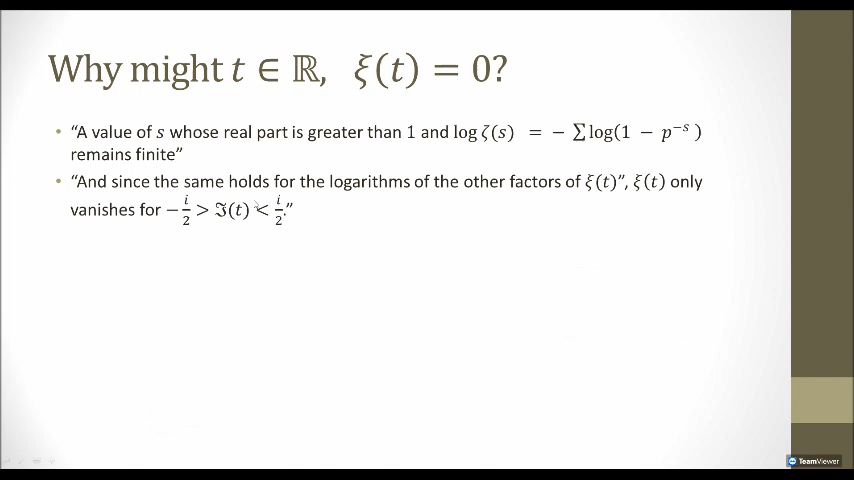 Why might t ∈ ℝ, ξ(t) = 0?
• “A value of s whose real part is greater than 1 and log ζ(s) = − ∑ log(1 − p⁻ˢ)
remains finite”
• “And since the same holds for the logarithms of the other factors of ξ(t)”, ξ(t) only
vanishes for −i/2 > ℑ(t) < i/2.”
TeamViewer